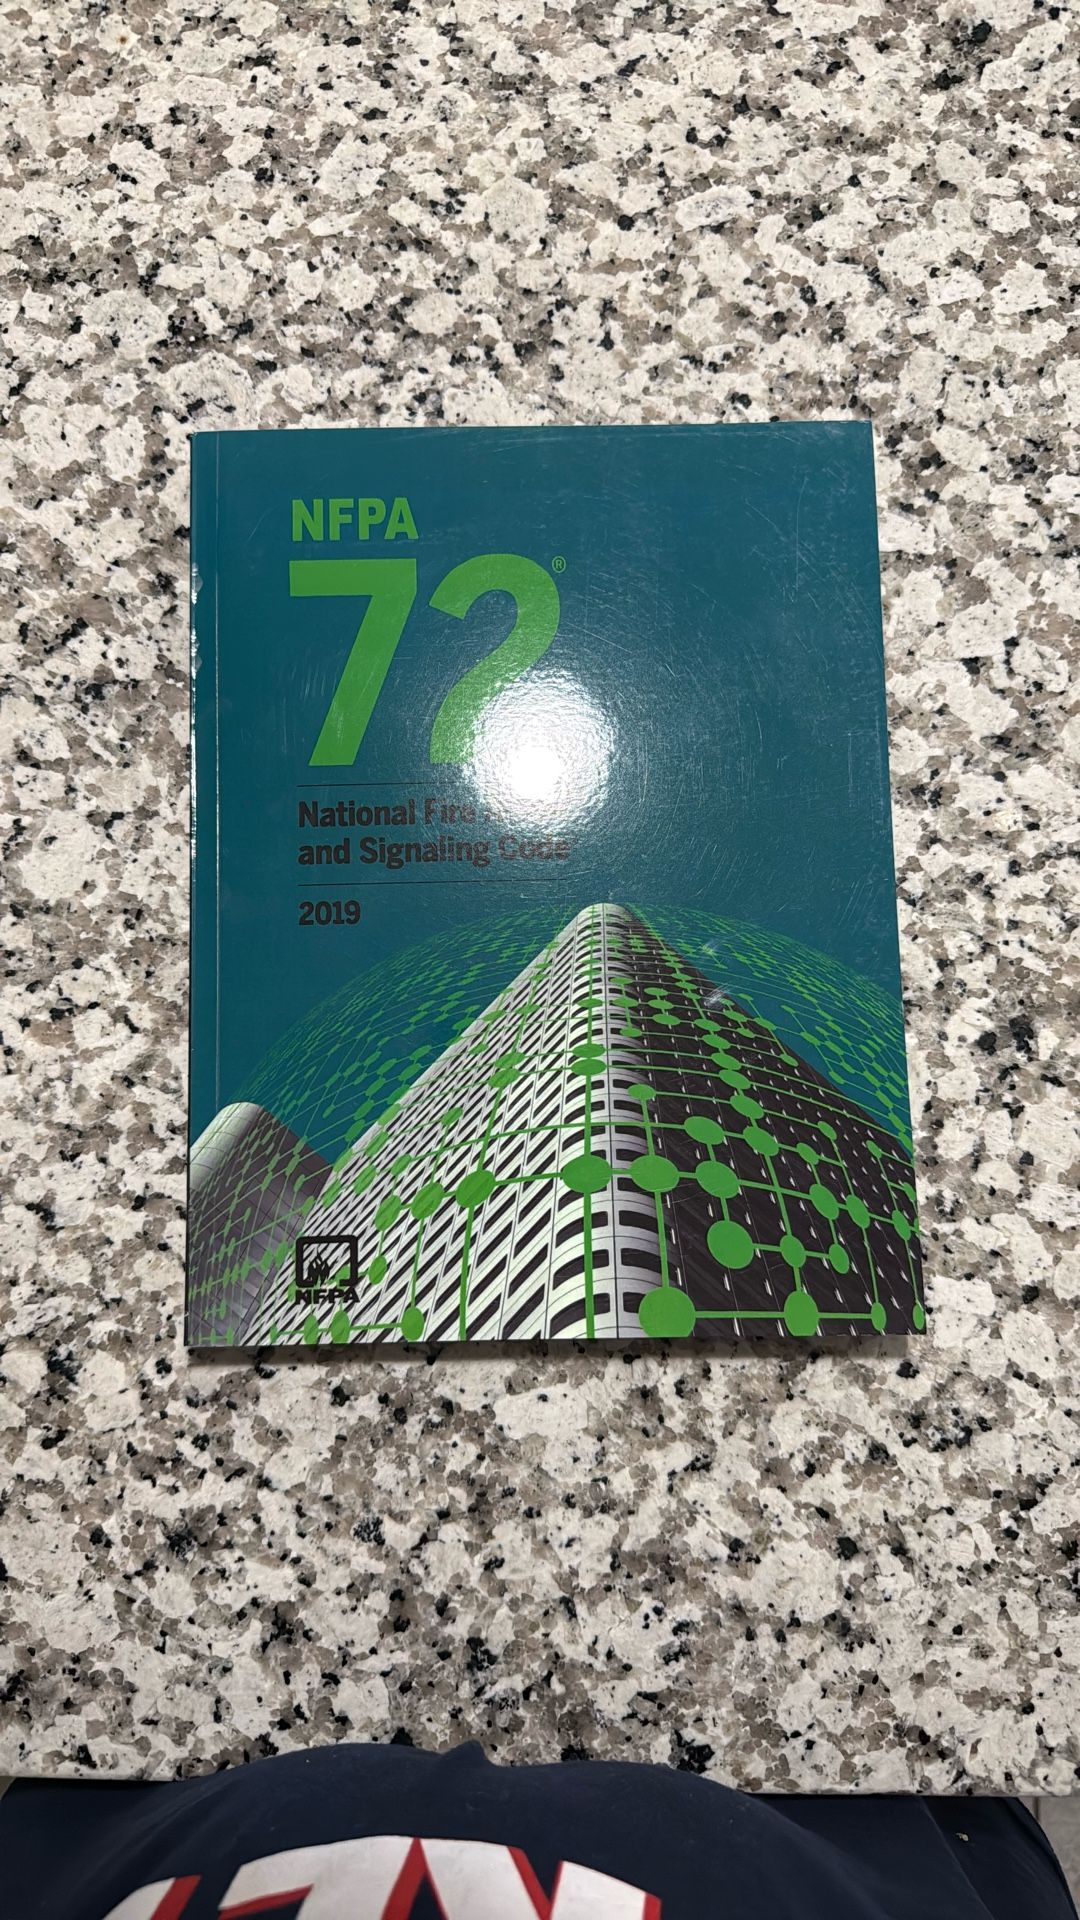 NFPA
72®
National Fire
and Signaling Code
2019
NFPA